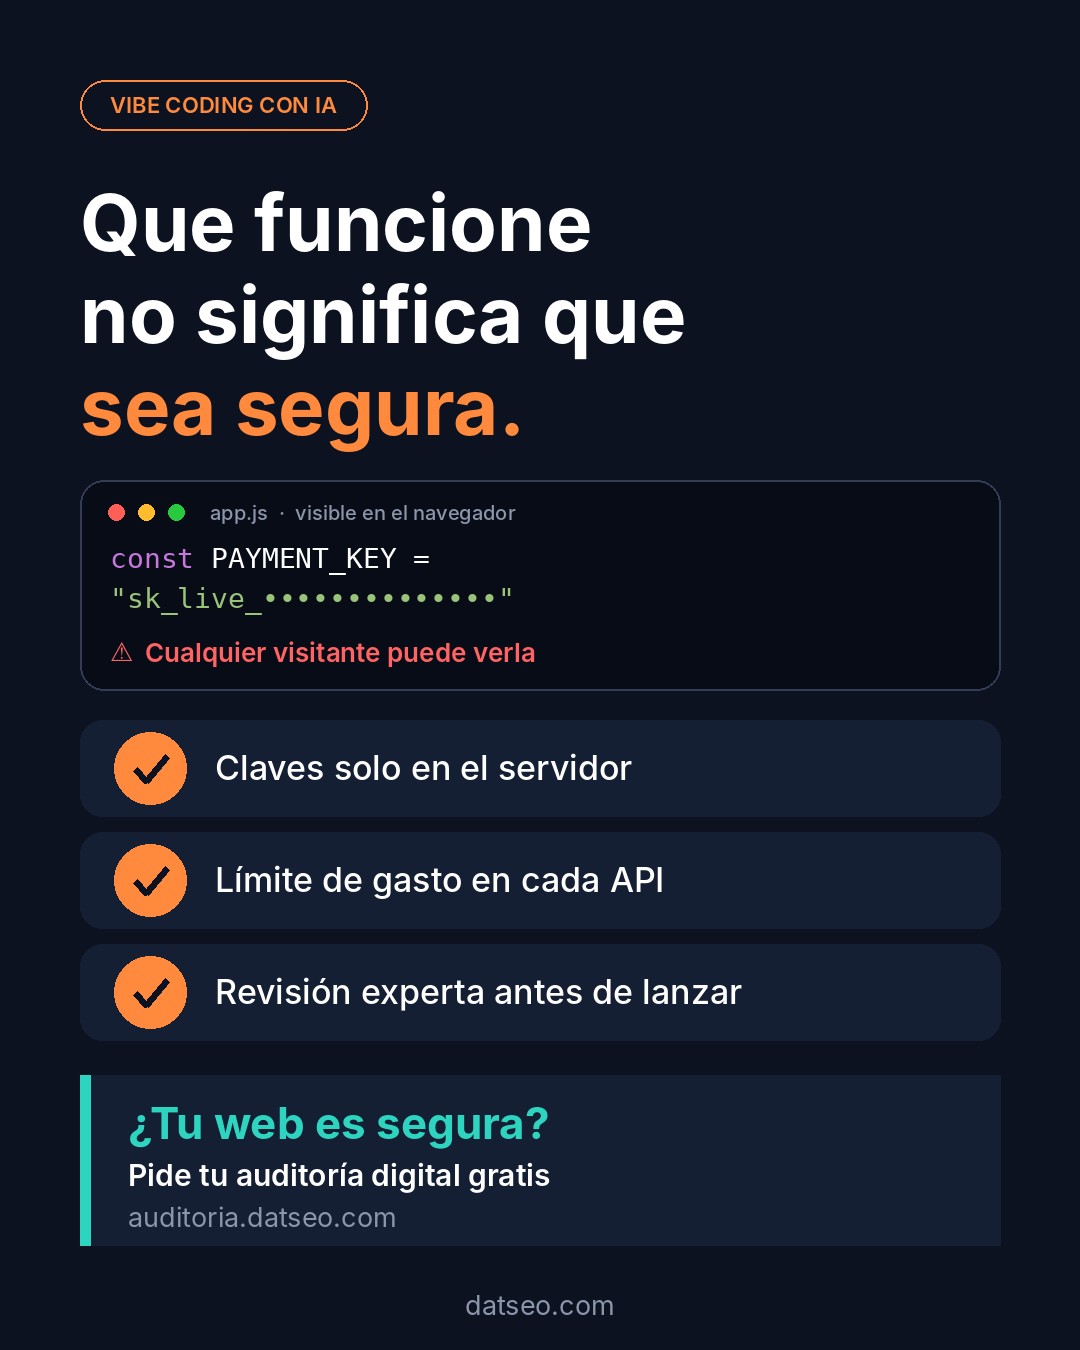 VIBE CODING CON IA
Que funcione
no significa que
sea segura.
app.js · visible en el navegador
const PAYMENT_KEY =
"sk_live_••••••••••••••"
⚠ Cualquier visitante puede verla
Claves solo en el servidor
Límite de gasto en cada API
Revisión experta antes de lanzar
¿Tu web es segura?
Pide tu auditoría digital gratis
auditoria.datseo.com
datseo.com